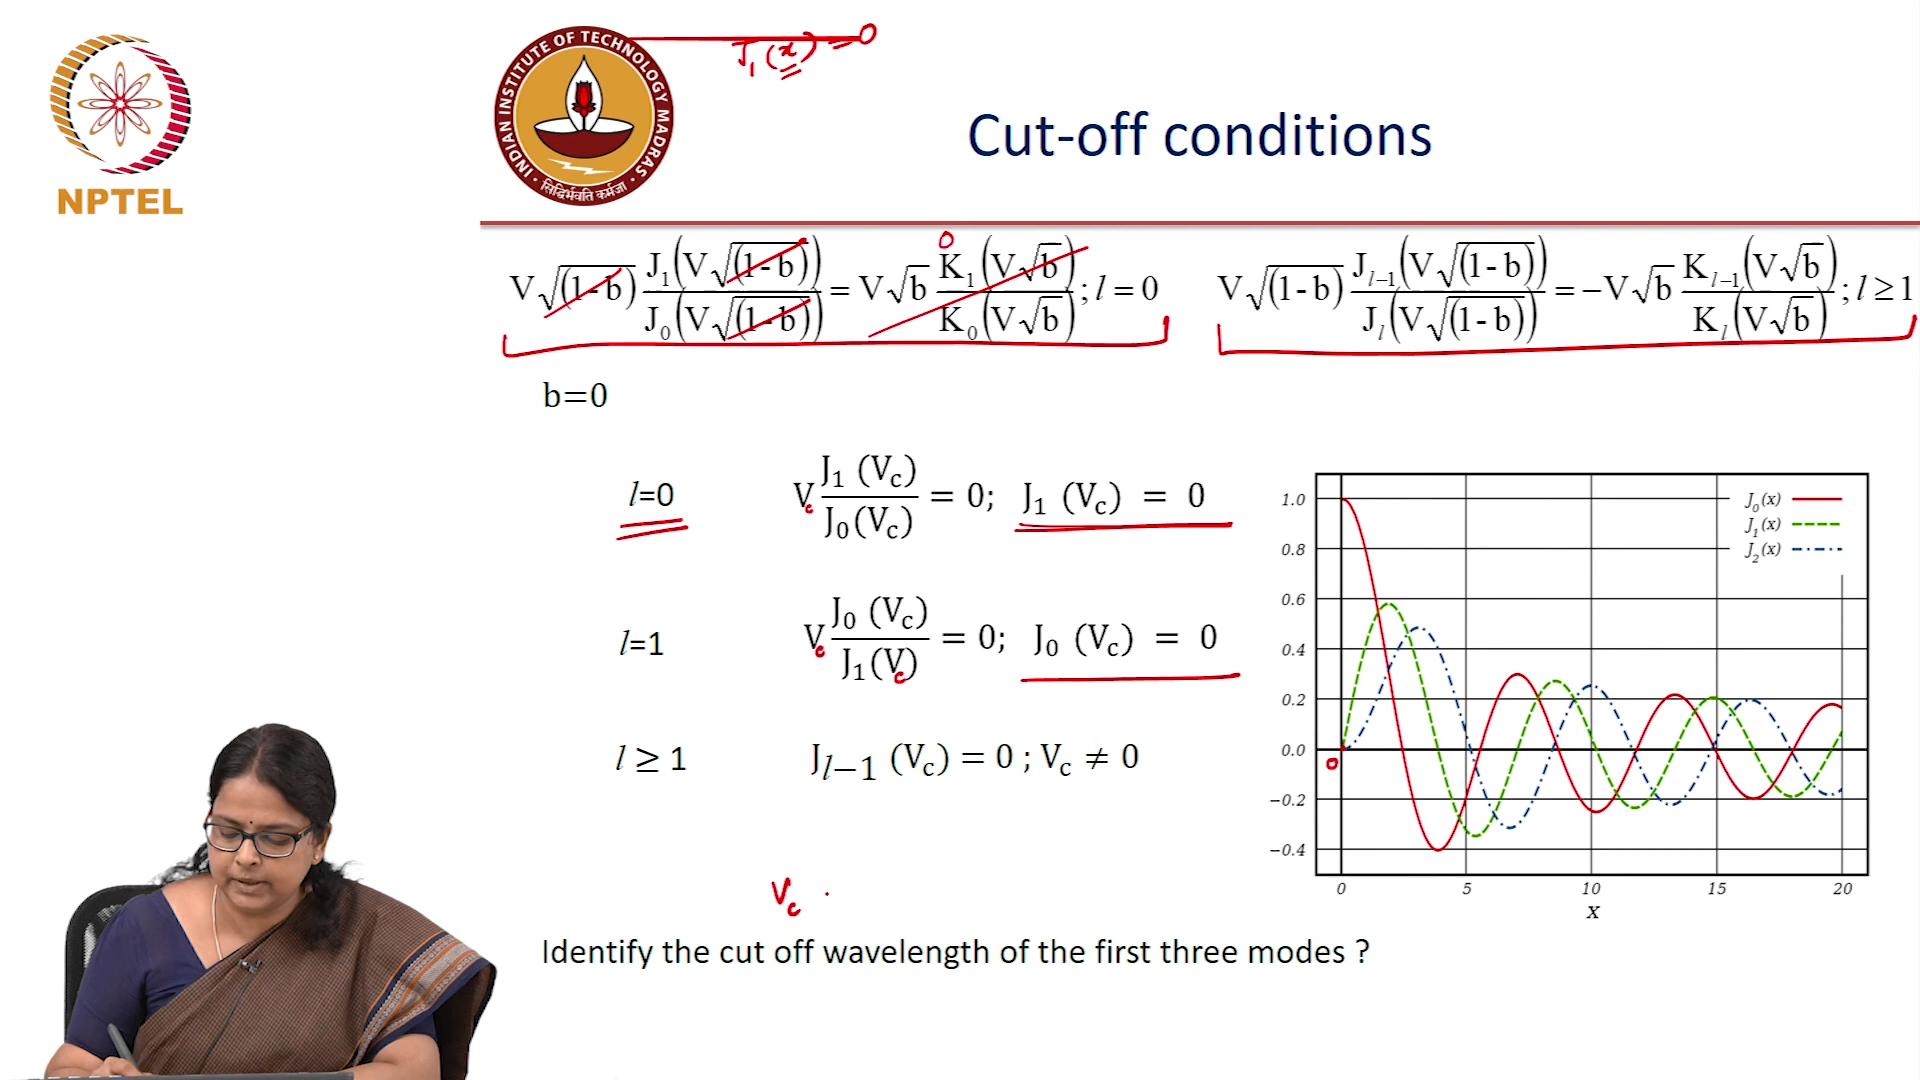 NPTEL
INDIAN INSTITUTE OF TECHNOLOGY MADRAS
सिद्धिर्भवति कर्मजा
J₁(x) = 0
Cut-off conditions
V√(1-b) J₁(V√(1-b)) / J₀(V√(1-b)) = V√b K₁(V√b) / K₀(V√b) ; l = 0
0
V√(1-b) J_{l-1}(V√(1-b)) / J_l(V√(1-b)) = -V√b K_{l-1}(V√b) / K_l(V√b) ; l ≥ 1
b=0
l=0 V_c J₁ (V_c) / J₀(V_c) = 0; J₁ (V_c) = 0
l=1 V_c J₀ (V_c) / J₁(V_c) = 0; J₀ (V_c) = 0
l ≥ 1 J_{l-1} (V_c) = 0 ; V_c ≠ 0
V_c
Identify the cut off wavelength of the first three modes ?
J₀(x)
J₁(x)
J₂(x)
1.0
0.8
0.6
0.4
0.2
0.0
0
−0.2
−0.4
0 5 10 15 20
x